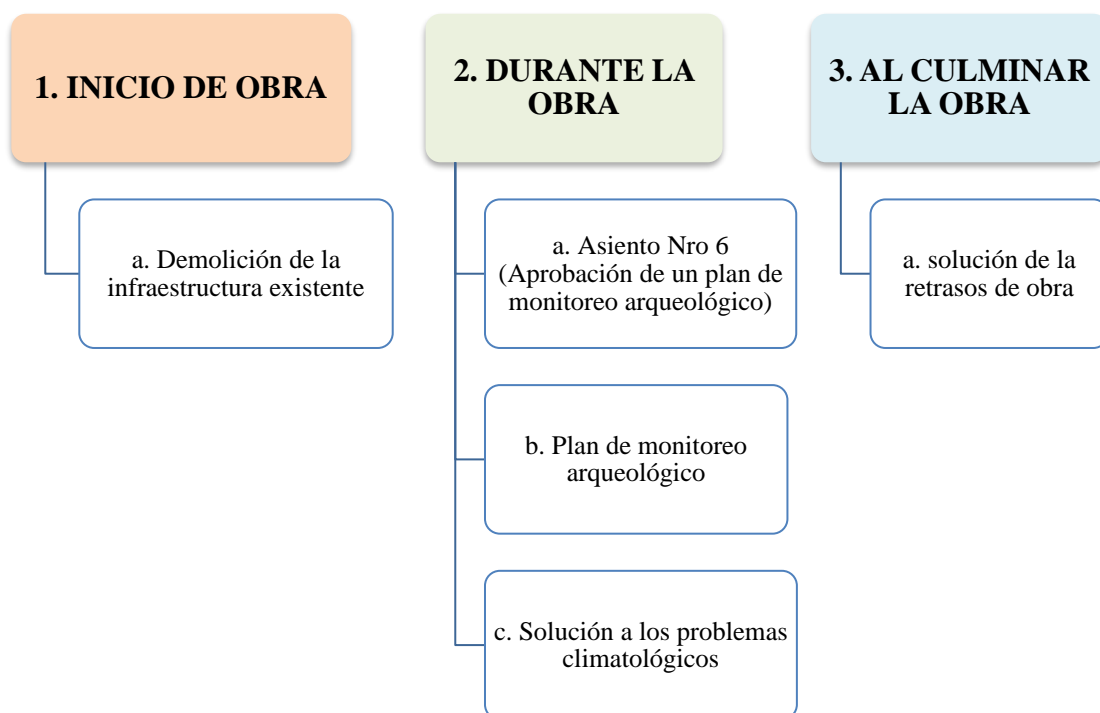 1. INICIO DE OBRA
a. Demolición de la
infraestructura existente
2. DURANTE LA
OBRA
a. Asiento Nro 6
(Aprobación de un plan de
monitoreo arqueológico)
b. Plan de monitoreo
arqueológico
c. Solución a los problemas
climatológicos
3. AL CULMINAR
LA OBRA
a. solución de la
retrasos de obra